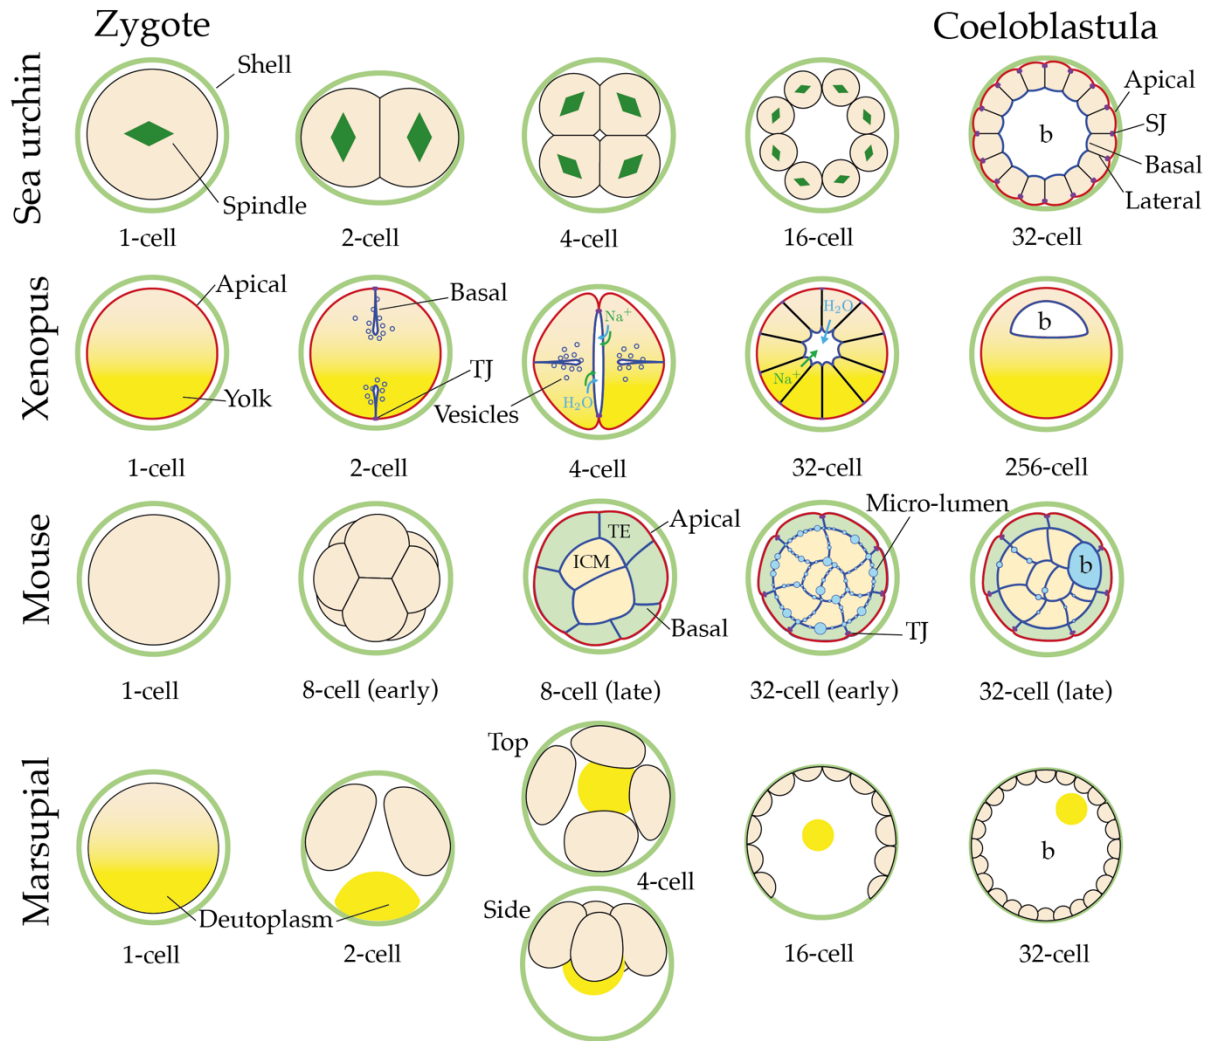 Zygote
Coeloblastula
Sea urchin
Shell
Spindle
b
Apical
SJ
Basal
Lateral
1-cell
2-cell
4-cell
16-cell
32-cell
Xenopus
Apical
Yolk
Basal
TJ
Vesicles
Na⁺
H₂O
H₂O
Na⁺
b
1-cell
2-cell
4-cell
32-cell
256-cell
Mouse
TE
ICM
Apical
Basal
Micro-lumen
TJ
b
1-cell
8-cell (early)
8-cell (late)
32-cell (early)
32-cell (late)
Marsupial
Deutoplasm
Top
4-cell
Side
b
1-cell
2-cell
16-cell
32-cell